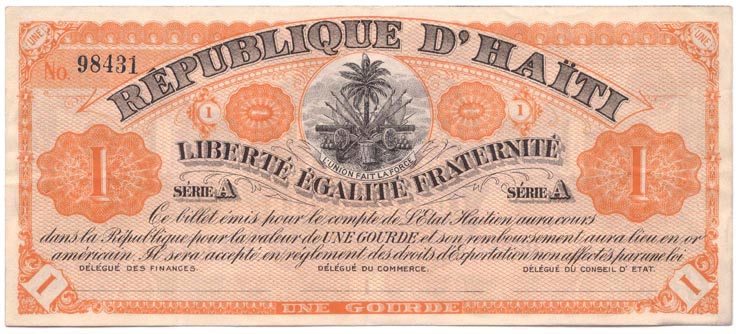 UNE
UNE
No 98431
RÉPUBLIQUE D'HAÏTI
1
1
L'UNION FAIT LA FORCE
LIBERTÉ ÉGALITÉ FRATERNITÉ
1
1
SÉRIE A
SÉRIE A
Ce billet émis pour le compte de L'Etat Haitien aura cours
dans la République pour la valeur de UNE GOURDE et son remboursement aura lieu en or
américain. Il sera accepté en règlement des droits d'Exportation non affectés par une loi
DÉLÉGUÉ DES FINANCES.
DÉLÉGUÉ DU COMMERCE.
DÉLÉGUÉ DU CONSEIL D'ETAT.
1
1
UNE GOURDE